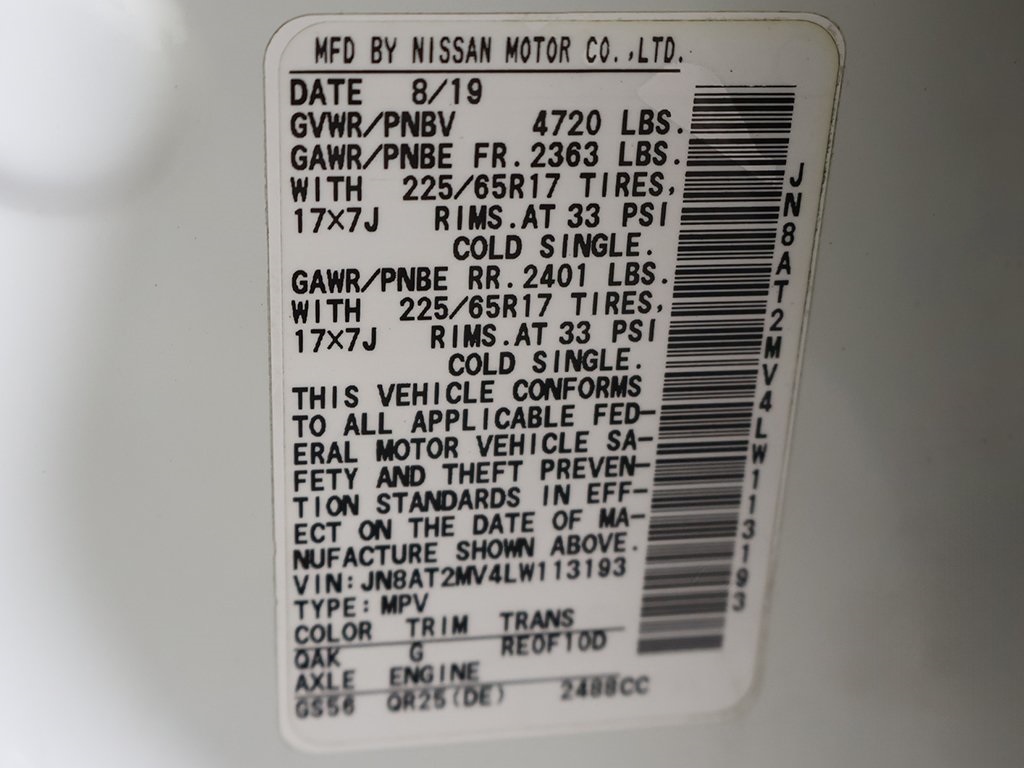 MFD BY NISSAN MOTOR CO.,LTD.
DATE 8/19
GVWR/PNBV 4720 LBS.
GAWR/PNBE FR.2363 LBS.
WITH 225/65R17 TIRES,
17×7J RIMS.AT 33 PSI
COLD SINGLE.
GAWR/PNBE RR.2401 LBS.
WITH 225/65R17 TIRES,
17×7J RIMS.AT 33 PSI
COLD SINGLE.
THIS VEHICLE CONFORMS
TO ALL APPLICABLE FED-
ERAL MOTOR VEHICLE SA-
FETY AND THEFT PREVEN-
TION STANDARDS IN EFF-
ECT ON THE DATE OF MA-
NUFACTURE SHOWN ABOVE.
VIN:JN8AT2MV4LW113193
TYPE:MPV
COLOR TRIM TRANS
QAK G RE0F10D
AXLE ENGINE
GS56 QR25(DE) 2488CC
JN8AT2MV4LW113193